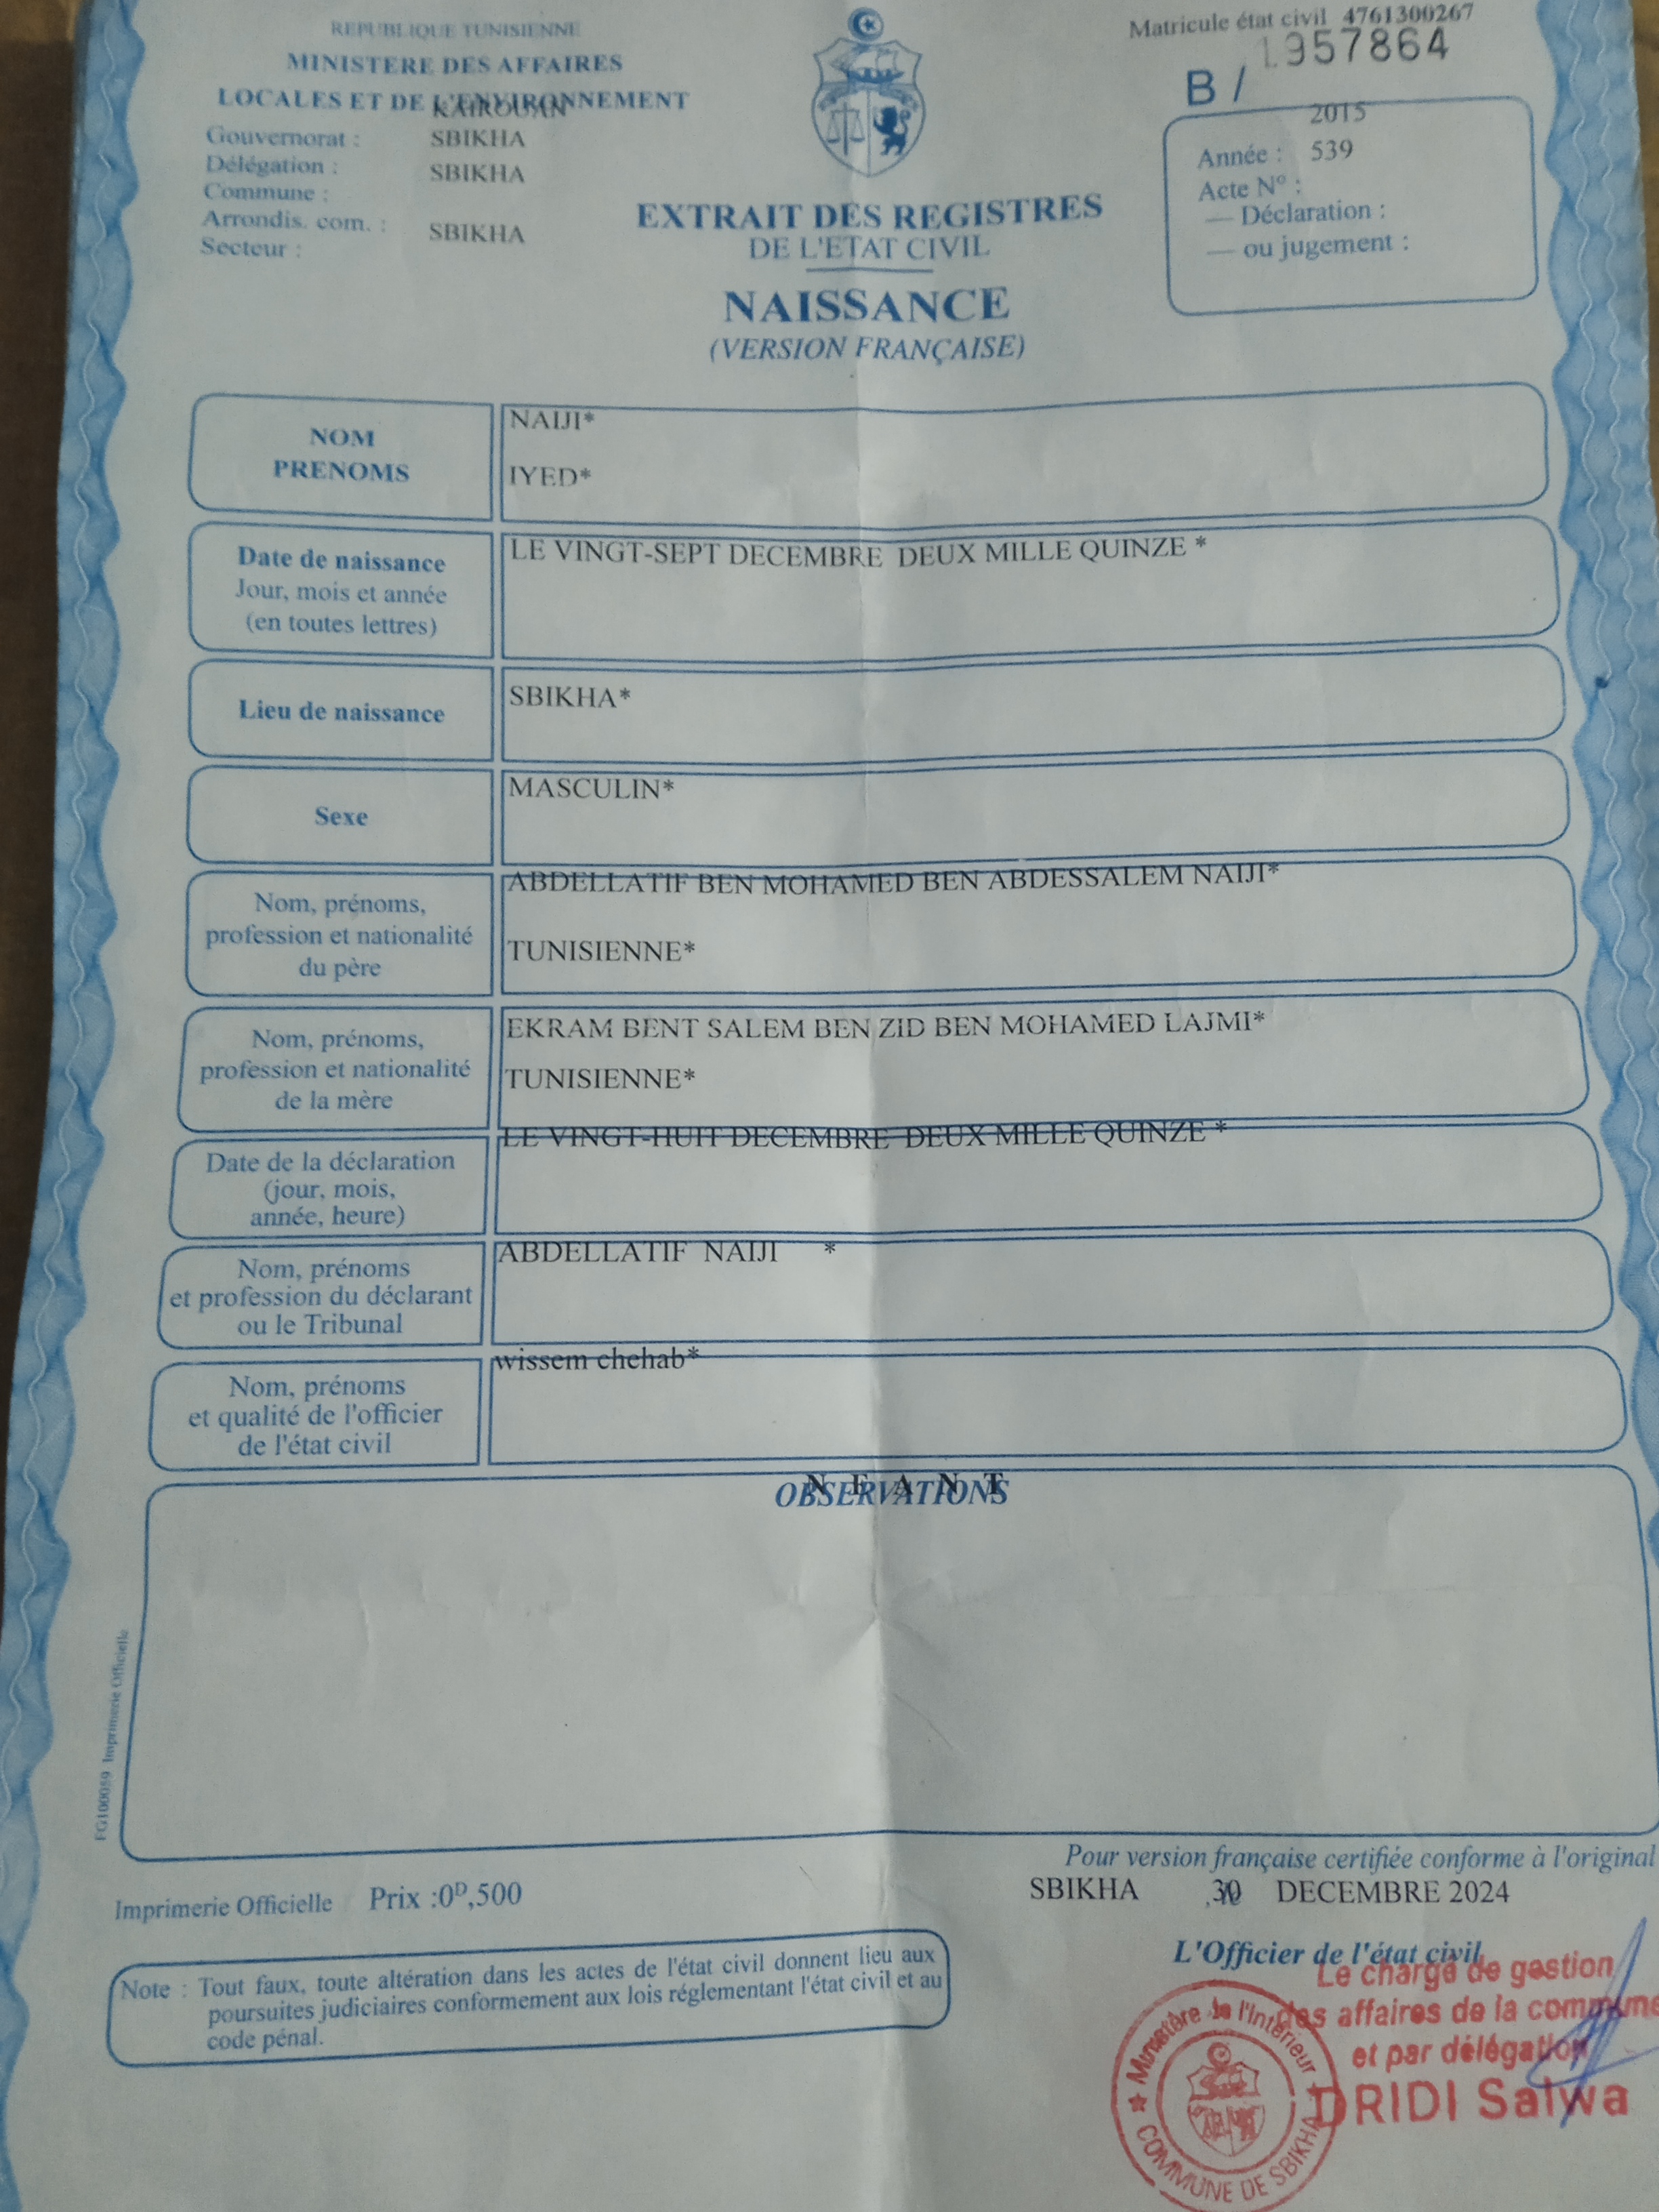 REPUBLIQUE TUNISIENNE
MINISTERE DES AFFAIRES
LOCALES ET DE L'ENVIRONNEMENT
KAIROUAN
Gouvernorat :
SBIKHA
Délégation :
SBIKHA
Commune :
Arrondis. com. :
SBIKHA
Secteur :
Matricule état civil 4761300267
B / 1957864
2015
Année : 539
Acte N° :
— Déclaration :
— ou jugement :
EXTRAIT DES REGISTRES
DE L'ETAT CIVIL
NAISSANCE
(VERSION FRANÇAISE)
NOM
PRENOMS
NAIJI*
IYED*
Date de naissance
Jour, mois et année
(en toutes lettres)
LE VINGT-SEPT DECEMBRE DEUX MILLE QUINZE *
Lieu de naissance
SBIKHA*
Sexe
MASCULIN*
Nom, prénoms,
profession et nationalité
du père
ABDELLATIF BEN MOHAMED BEN ABDESSALEM NAIJI*
TUNISIENNE*
Nom, prénoms,
profession et nationalité
de la mère
EKRAM BENT SALEM BEN ZID BEN MOHAMED LAJMI*
TUNISIENNE*
Date de la déclaration
(jour, mois,
année, heure)
LE VINGT-HUIT DECEMBRE DEUX MILLE QUINZE *
Nom, prénoms
et profession du déclarant
ou le Tribunal
ABDELLATIF NAIJI *
Nom, prénoms
et qualité de l'officier
de l'état civil
wissem chehab*
OBSERVATIONS
N E A N T
FG100059 Imprimerie Officielle
Pour version française certifiée conforme à l'original
SBIKHA 30 DECEMBRE 2024
Imprimerie Officielle Prix :0D,500
L'Officier de l'état civil
Note : Tout faux, toute altération dans les actes de l'état civil donnent lieu aux
poursuites judiciaires conformement aux lois réglementant l'état civil et au
code pénal.
Le chargé de gestion
des affaires de la commune
et par délégation
DRIDI Salwa
Ministère de l'Intérieur
COMMUNE DE SBIKHA